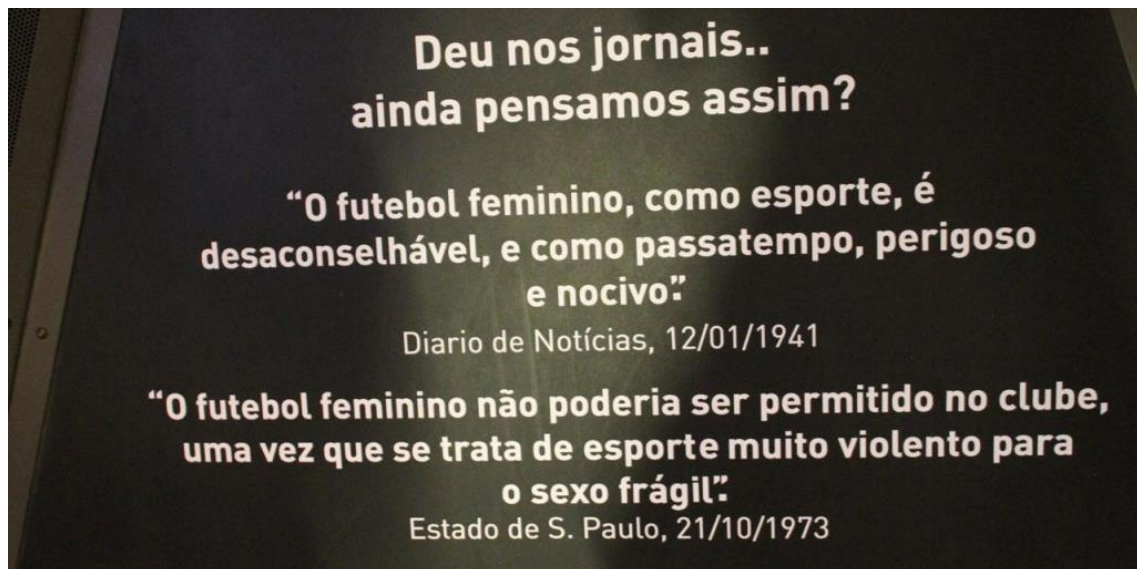 Deu nos jornais..
ainda pensamos assim?
“O futebol feminino, como esporte, é
desaconselhável, e como passatempo, perigoso
e nocivo”.
Diario de Notícias, 12/01/1941
“O futebol feminino não poderia ser permitido no clube,
uma vez que se trata de esporte muito violento para
o sexo frágil”.
Estado de S. Paulo, 21/10/1973